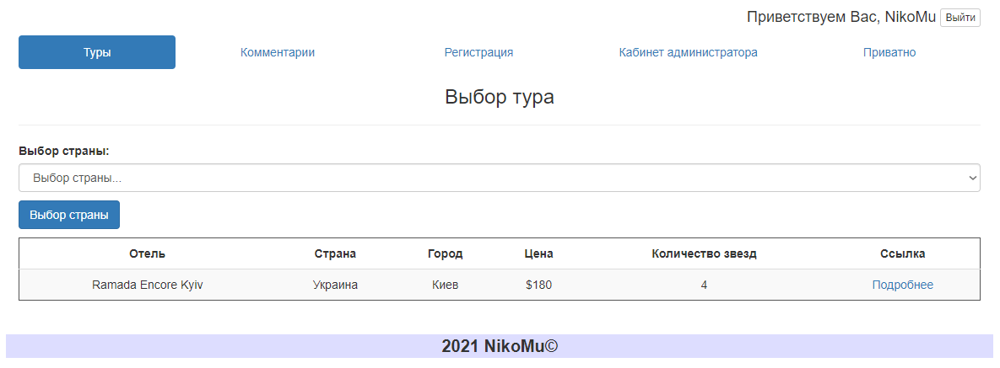 Приветствуем Вас, NikoMu Выйти
Туры Комментарии Регистрация Кабинет администратора Приватно
Выбор тура
Выбор страны:
Выбор страны...
Выбор страны
Отель Страна Город Цена Количество звезд Ссылка
Ramada Encore Kyiv Украина Киев $180 4 Подробнее
2021 NikoMu©